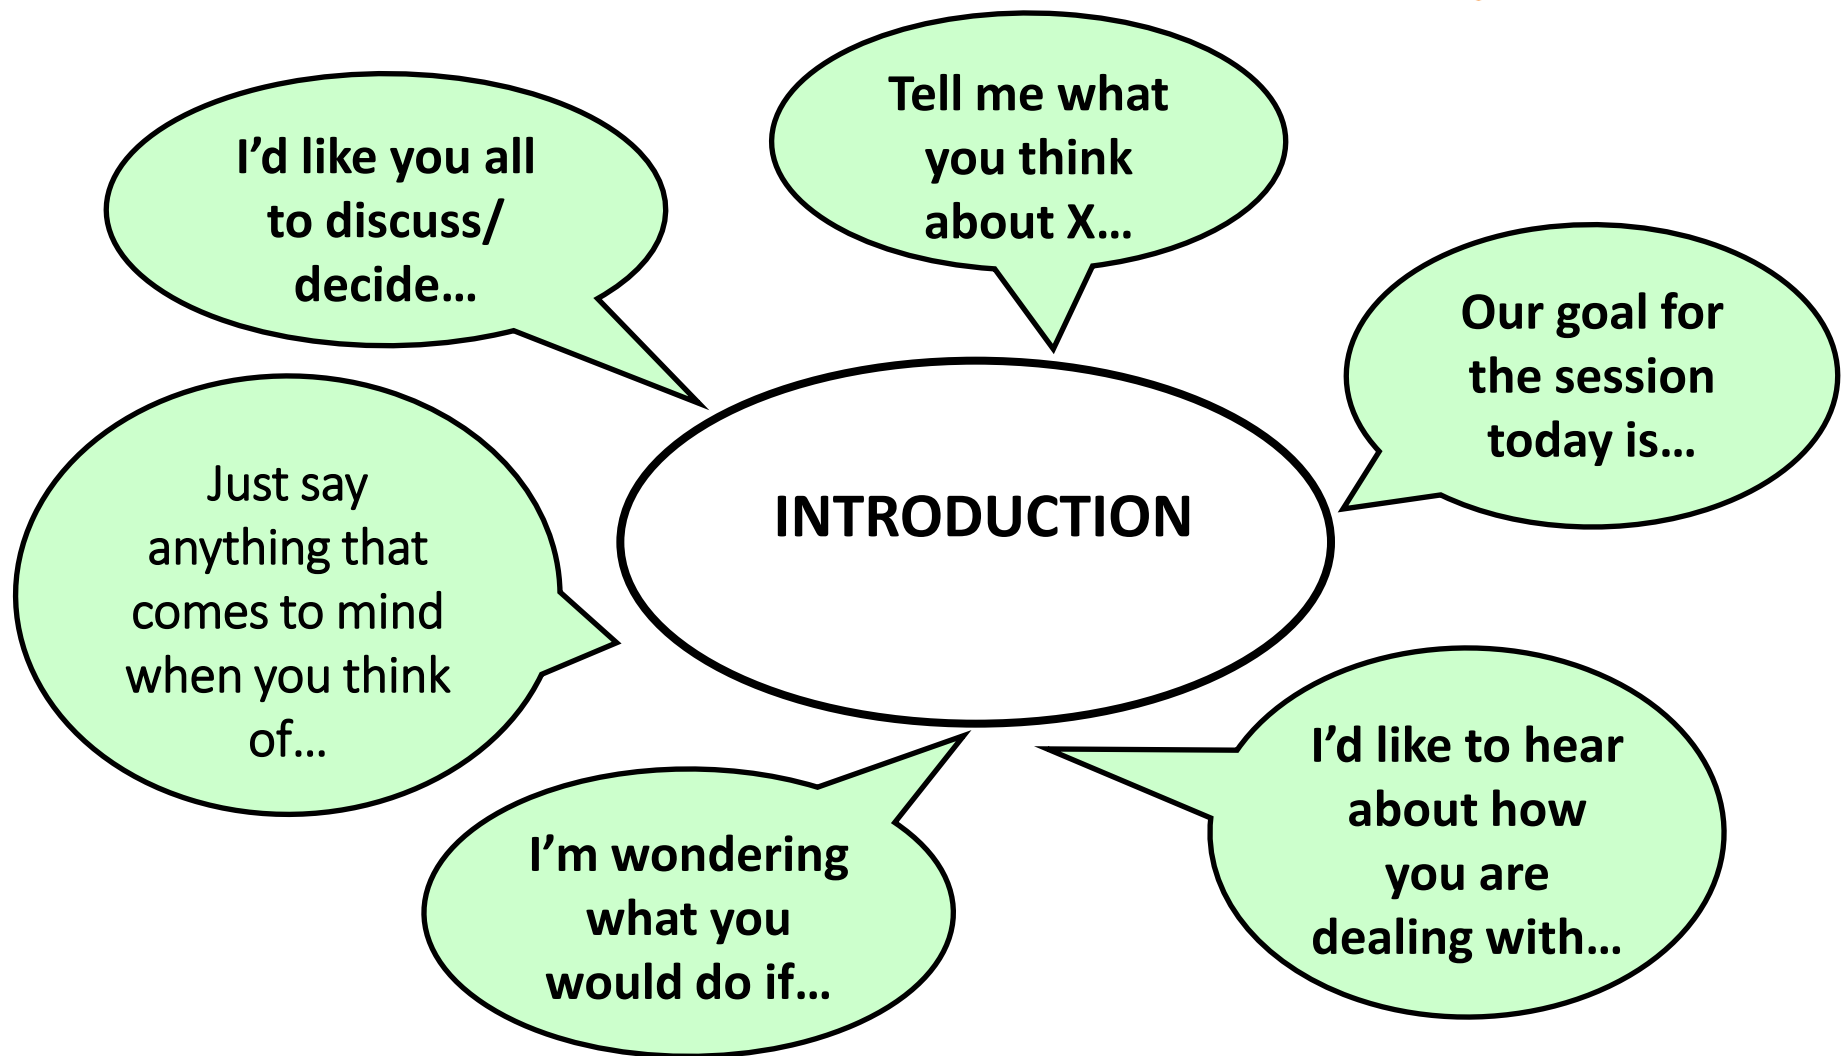 Tell me what
you think
about X…
I’d like you all
to discuss/
decide…
Our goal for
the session
today is…
Just say
anything that
comes to mind
when you think
of…
INTRODUCTION
I’d like to hear
about how
you are
dealing with…
I’m wondering
what you
would do if…